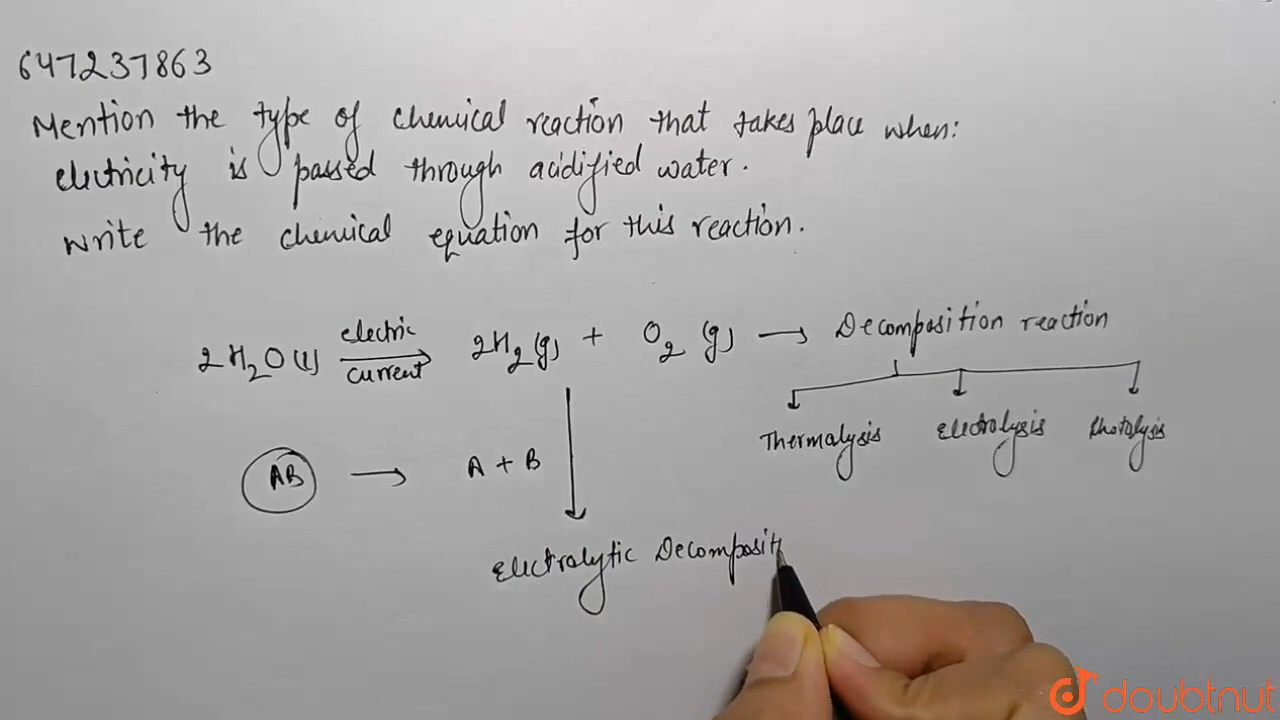 647237863
Mention the type of chemical reaction that takes place when:
electricity is passed through acidified water.
Write the chemical equation for this reaction.
2H2O(l) electric current → 2H2(g) + O2(g) → Decomposition reaction
Thermalysis Electrolysis Photolysis
AB → A + B
Electrolytic Decomposit
doubtnut